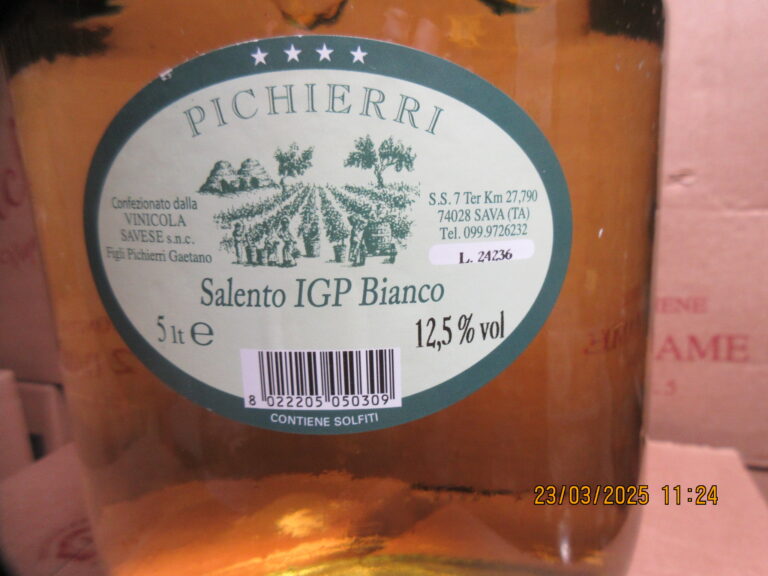 PICHIERRI
Confezionato dalla
VINICOLA
SAVESE s.n.c.
Figli Pichierri Gaetano
S.S. 7 Ter Km 27,790
74028 SAVA (TA)
Tel. 099.9726232
L. 24236
Salento IGP Bianco
5 lt e
12,5 % vol
8 022205 050309
CONTIENE SOLFITI
AME
23/03/2025 11:24